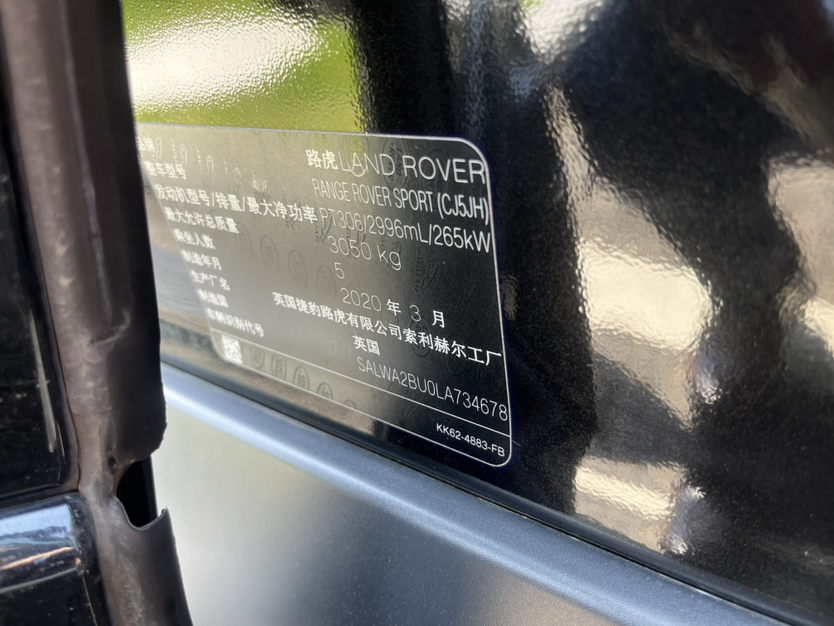 品牌 路虎LAND ROVER
整车型号 RANGE ROVER SPORT (CJ5JH)
发动机型号/排量/最大净功率 PT306/2996mL/265kW
最大允许总质量 3050 kg
乘坐人数 5
制造年月 2020 年 3 月
生产厂名 英国捷豹路虎有限公司索利赫尔工厂
制造国 英国
车辆识别代号 SALWA2BU0LA734678
KK62-4883-FB